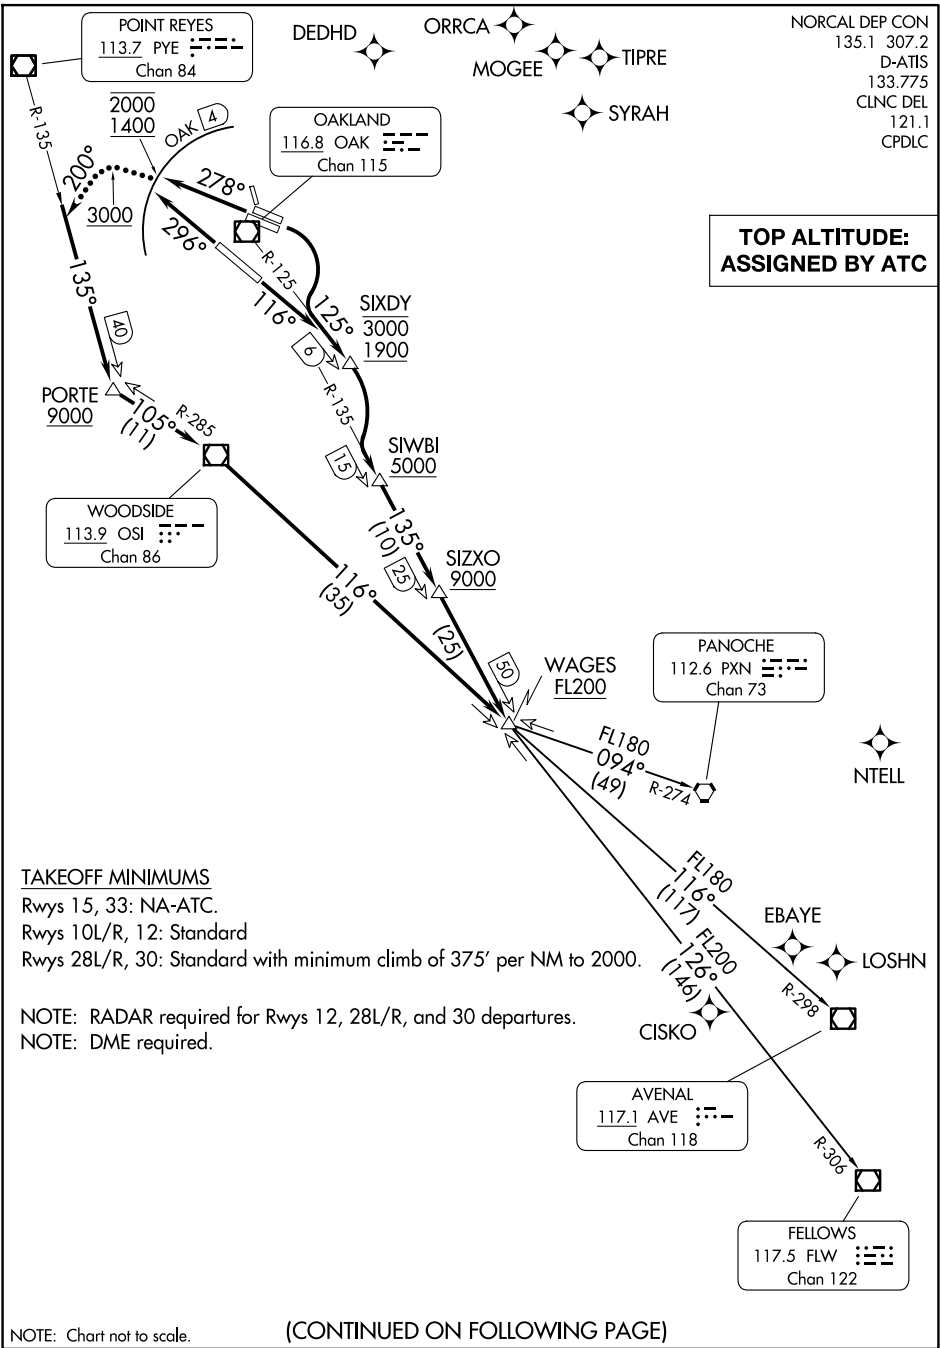 POINT REYES
113.7 PYE
Chan 84
DEDHD
ORRCA
MOGEE
TIPRE
SYRAH
NORCAL DEP CON
135.1 307.2
D-ATIS
133.775
CLNC DEL
121.1
CPDLC
R-135
2000
1400
OAK 4
OAKLAND
116.8 OAK
Chan 115
200°
3000
278°
296°
TOP ALTITUDE:
ASSIGNED BY ATC
135°
R-125
116°
125°
SIXDY
3000
1900
40
6
R-135
PORTE
9000
105°
(11)
R-285
15
SIWBI
5000
WOODSIDE
113.9 OSI
Chan 86
135°
(10)
25
SIZXO
9000
116°
(35)
(25)
50
WAGES
FL200
PANOCHE
112.6 PXN
Chan 73
FL180
094°
(49)
R-274
NTELL
TAKEOFF MINIMUMS
Rwys 15, 33: NA-ATC.
Rwys 10L/R, 12: Standard
Rwys 28L/R, 30: Standard with minimum climb of 375' per NM to 2000.
NOTE: RADAR required for Rwys 12, 28L/R, and 30 departures.
NOTE: DME required.
FL180
116°
(117)
FL200
126°
(146)
EBAYE
LOSHN
CISKO
R-298
AVENAL
117.1 AVE
Chan 118
R-306
FELLOWS
117.5 FLW
Chan 122
NOTE: Chart not to scale.
(CONTINUED ON FOLLOWING PAGE)